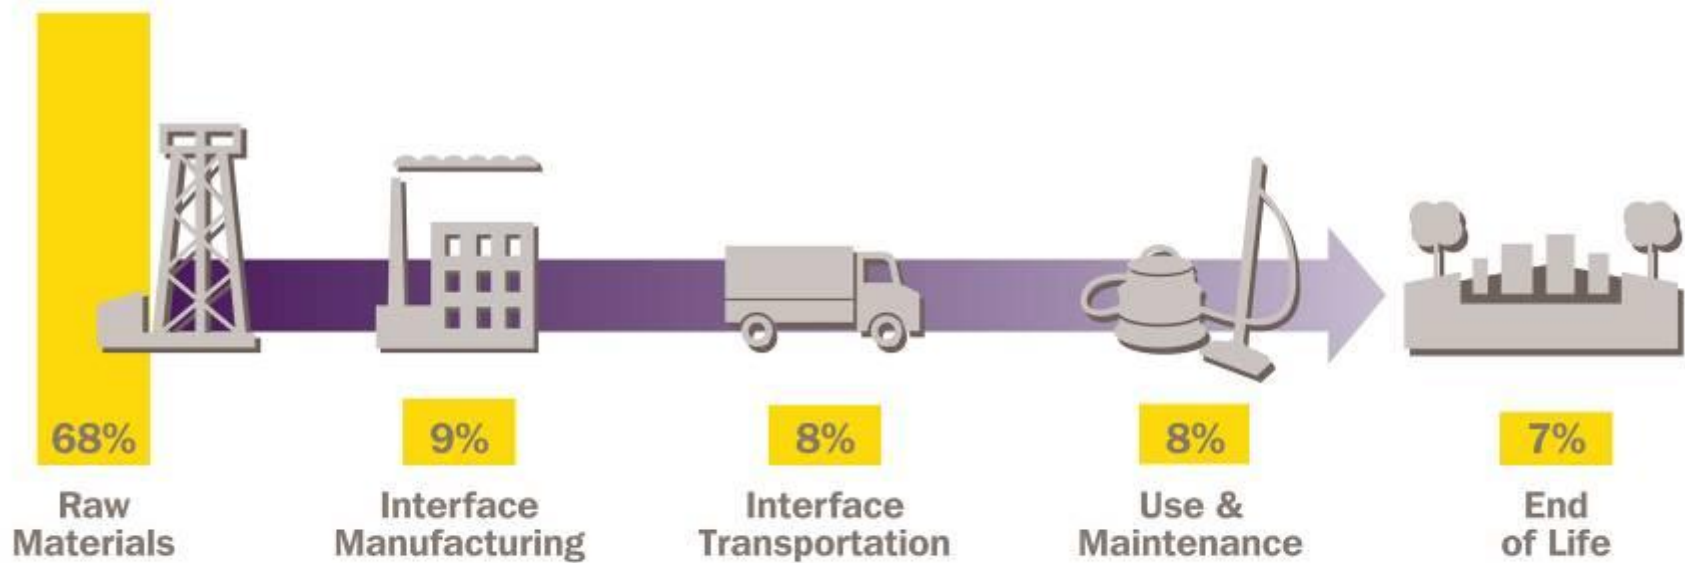 68%
Raw
Materials
9%
Interface
Manufacturing
8%
Interface
Transportation
8%
Use &
Maintenance
7%
End
of Life